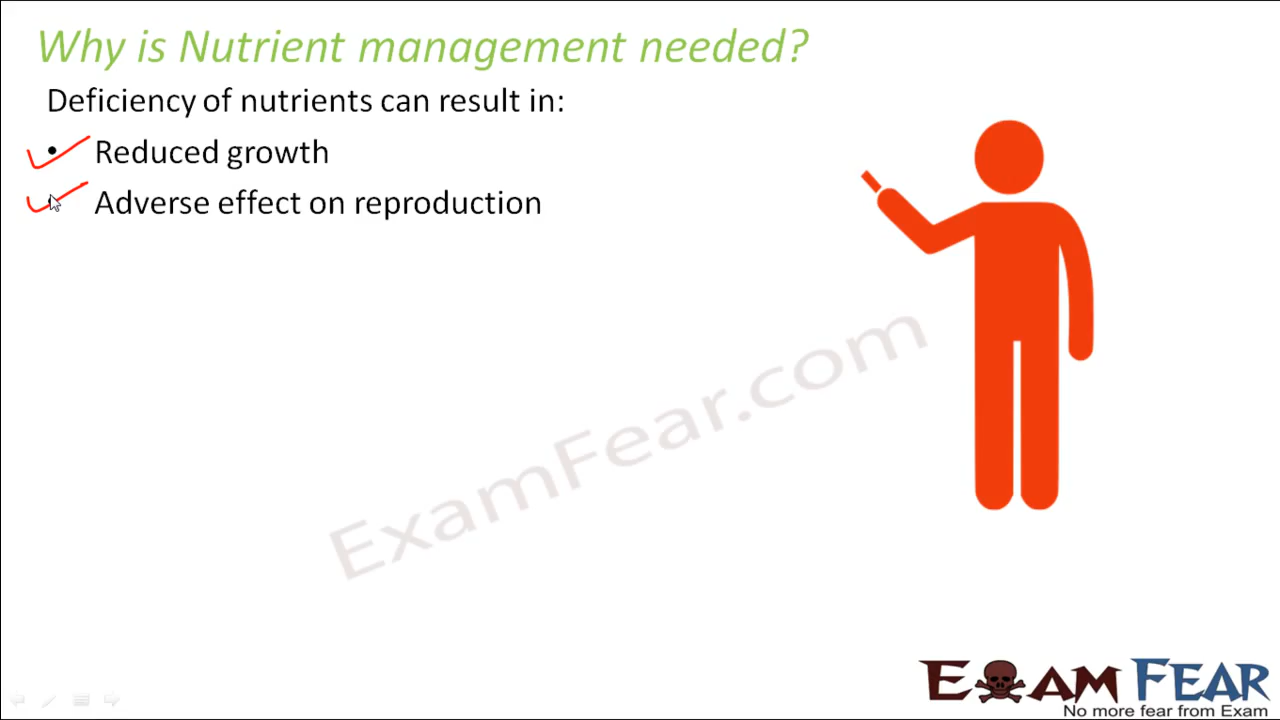 Why is Nutrient management needed?
Deficiency of nutrients can result in:
• Reduced growth
• Adverse effect on reproduction
ExamFear.com
EXAM FEAR
No more fear from Exam